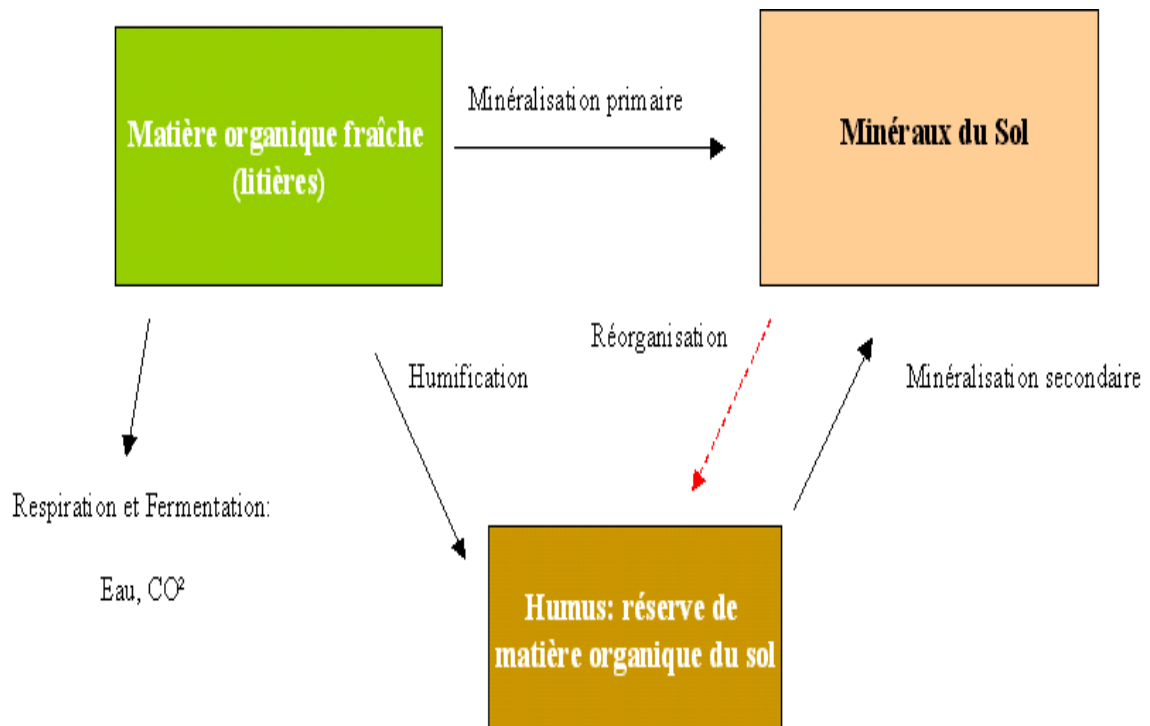 Minéralisation primaire
Matière organique fraîche
(litières)
Minéraux du Sol
Réorganisation
Humification
Minéralisation secondaire
Respiration et Fermentation:
Eau, CO²
Humus: réserve de
matière organique du sol